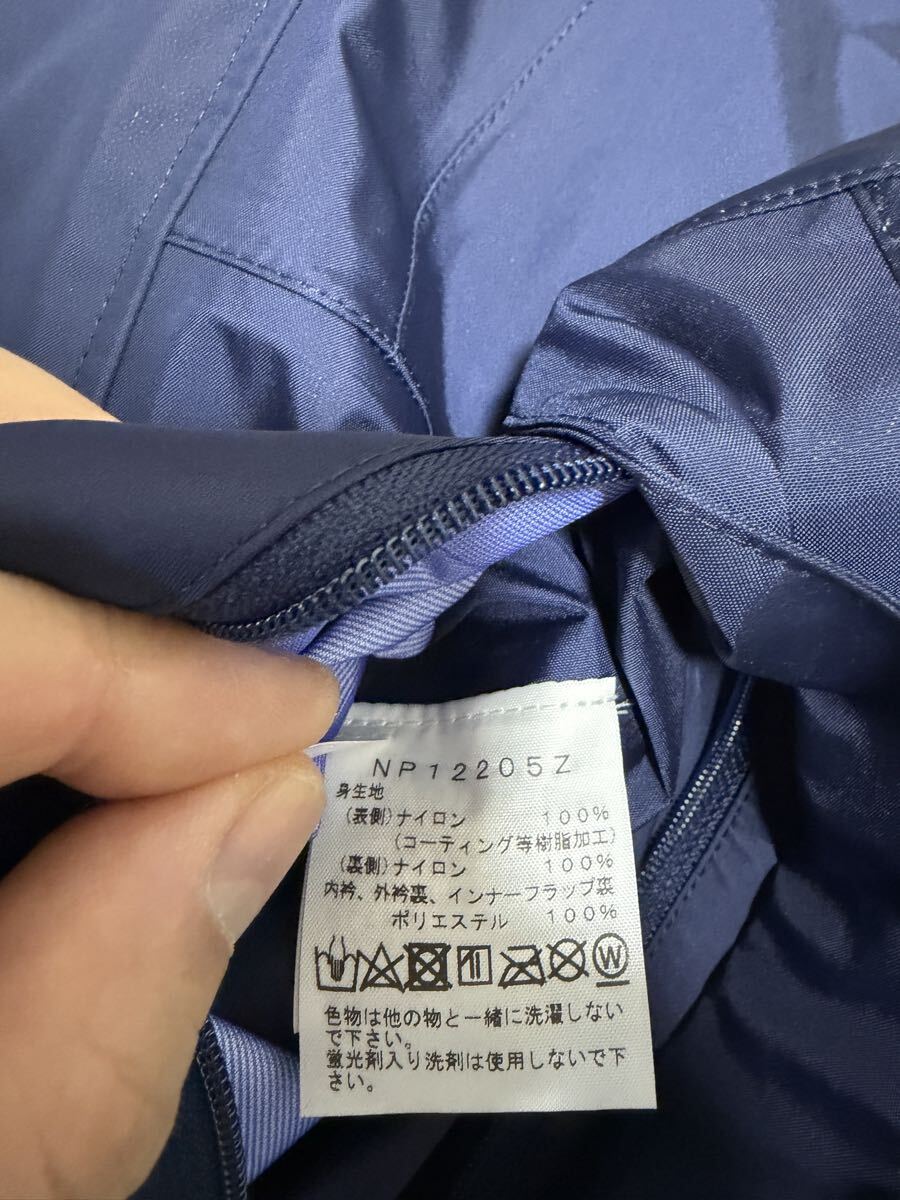 NP12205Z
身生地
(表側)ナイロン 100%
(コーティング等樹脂加工)
(裏側)ナイロン 100%
内衿、外衿裏、インナーフラップ裏
ポリエステル 100%
W
色物は他の物と一緒に洗濯しない
で下さい。
蛍光剤入り洗剤は使用しないで下
さい。